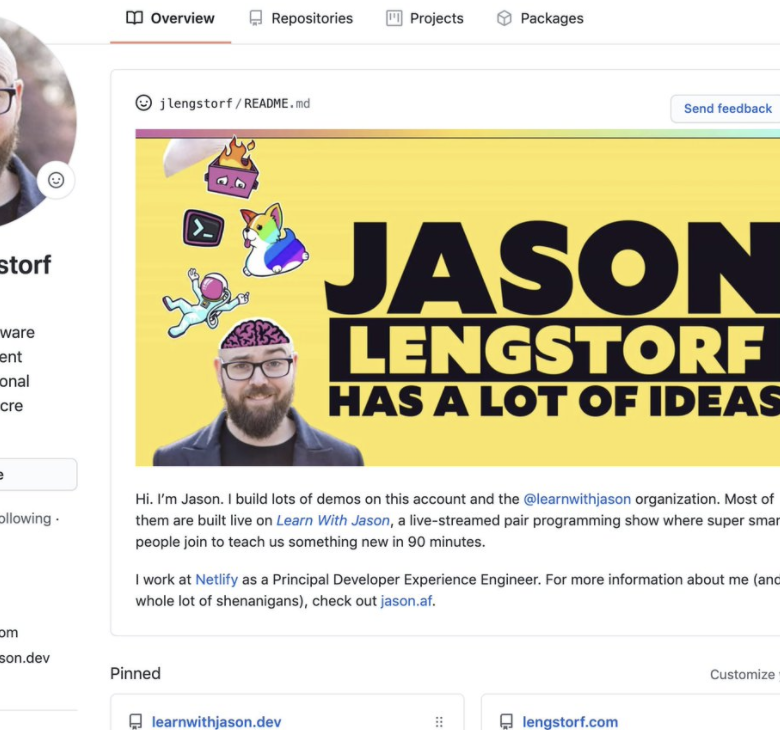 Overview Repositories Projects Packages
jlengstorf/README.md
Send feedback
JASON
LENGSTORF
HAS A LOT OF IDEAS
Hi. I'm Jason. I build lots of demos on this account and the @learnwithjason organization. Most of
them are built live on Learn With Jason, a live-streamed pair programming show where super smar
people join to teach us something new in 90 minutes.
I work at Netlify as a Principal Developer Experience Engineer. For more information about me (and
whole lot of shenanigans), check out jason.af.
storf
ware
ent
onal
cre
e
ollowing ·
om
son.dev
Pinned
Customize
learnwithjason.dev
lengstorf.com